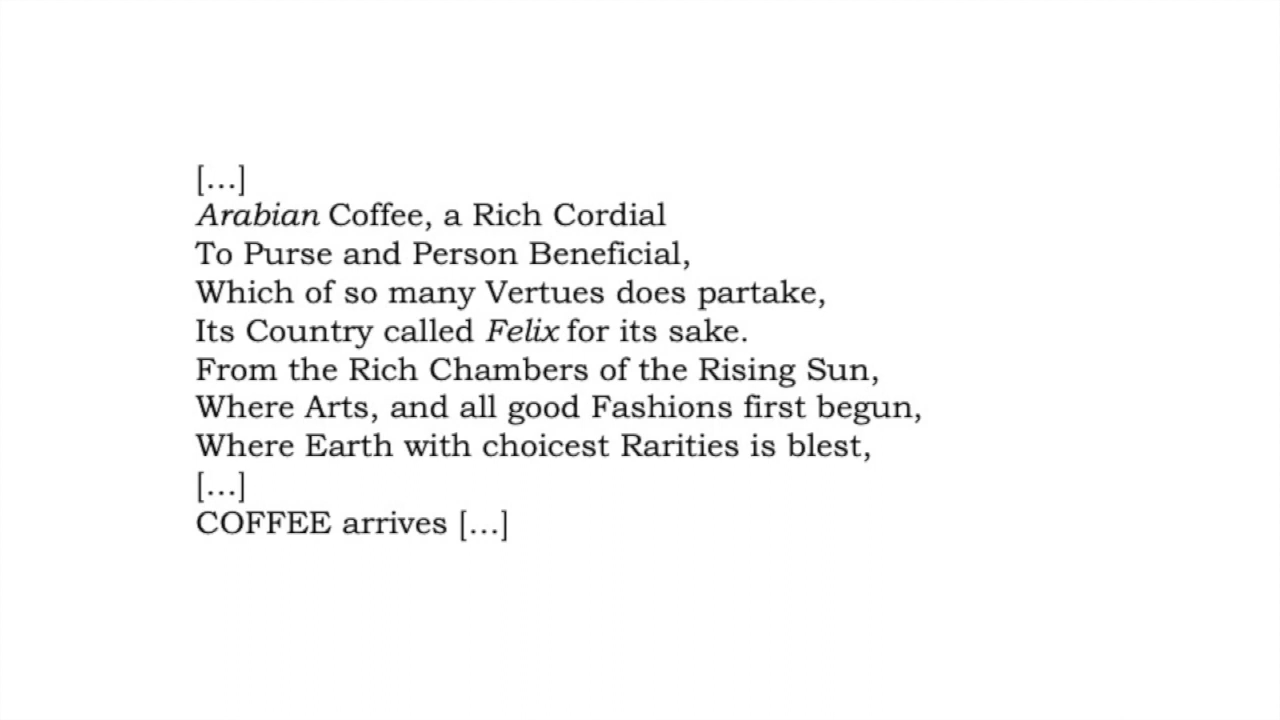 […]
Arabian Coffee, a Rich Cordial
To Purse and Person Beneficial,
Which of so many Vertues does partake,
Its Country called Felix for its sake.
From the Rich Chambers of the Rising Sun,
Where Arts, and all good Fashions first begun,
Where Earth with choicest Rarities is blest,
[…]
COFFEE arrives […]